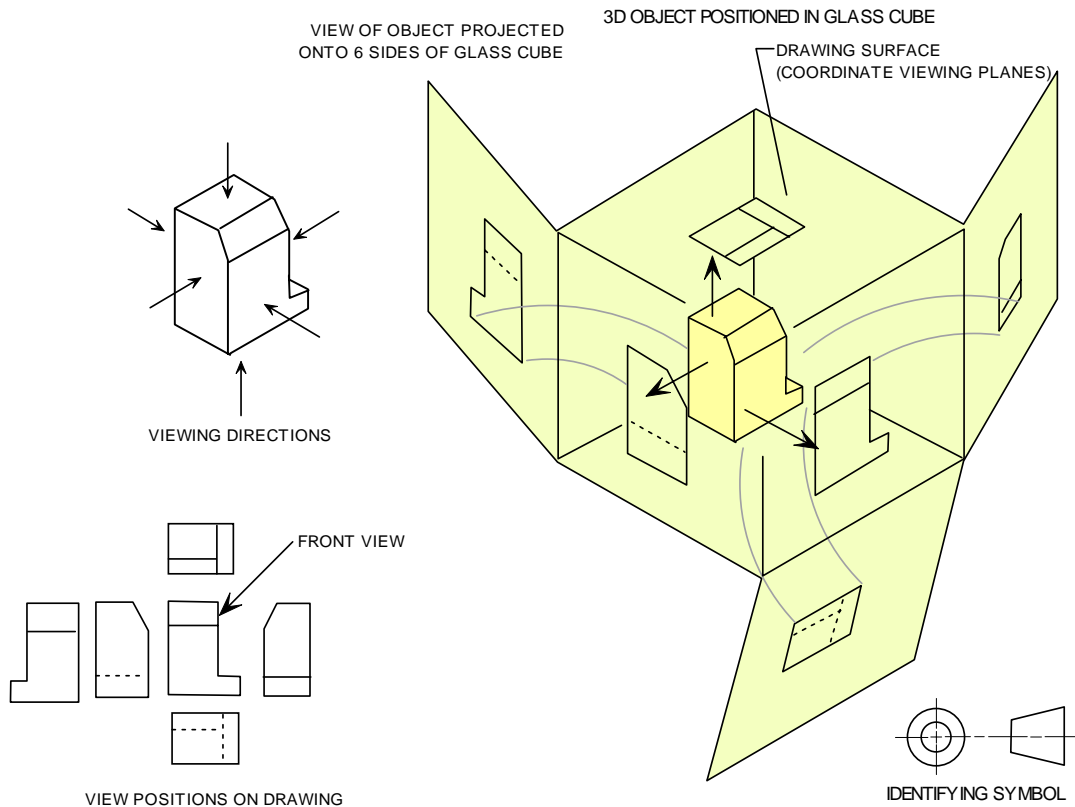 3D OBJECT POSITIONED IN GLASS CUBE
VIEW OF OBJECT PROJECTED
ONTO 6 SIDES OF GLASS CUBE
DRAWING SURFACE
(COORDINATE VIEWING PLANES)
VIEWING DIRECTIONS
FRONT VIEW
VIEW POSITIONS ON DRAWING
IDENTIFYING SYMBOL